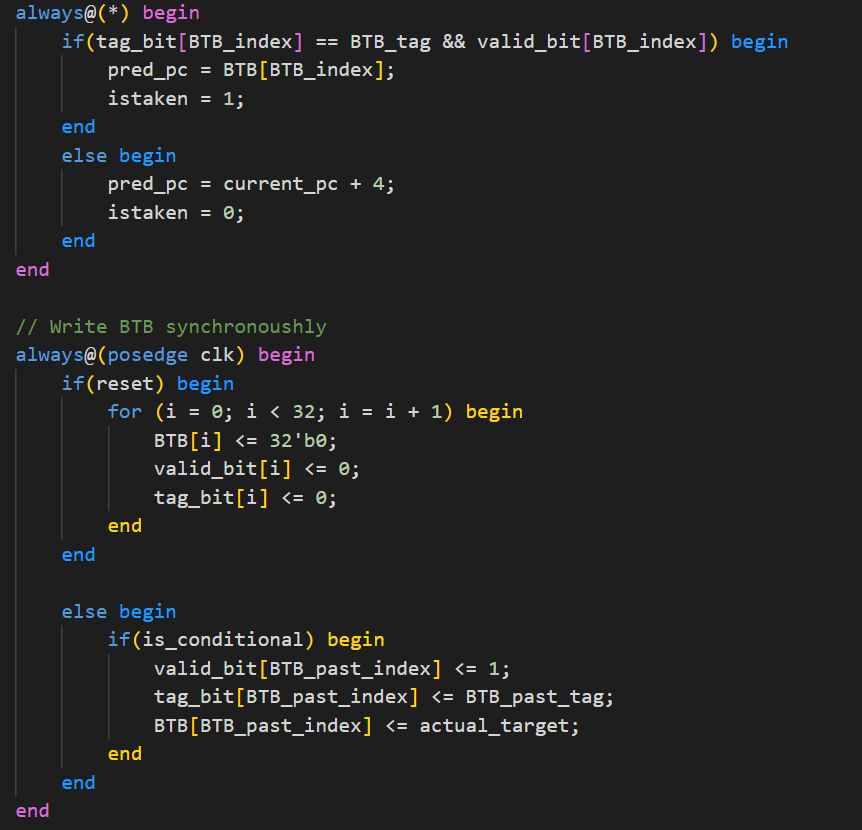 always@(*) begin
    if(tag_bit[BTB_index] == BTB_tag && valid_bit[BTB_index]) begin
        pred_pc = BTB[BTB_index];
        istaken = 1;
    end
    else begin
        pred_pc = current_pc + 4;
        istaken = 0;
    end
end

// Write BTB synchronoushly
always@(posedge clk) begin
    if(reset) begin
        for (i = 0; i < 32; i = i + 1) begin
            BTB[i] <= 32'b0;
            valid_bit[i] <= 0;
            tag_bit[i] <= 0;
        end
    end

    else begin
        if(is_conditional) begin
            valid_bit[BTB_past_index] <= 1;
            tag_bit[BTB_past_index] <= BTB_past_tag;
            BTB[BTB_past_index] <= actual_target;
        end
    end
end